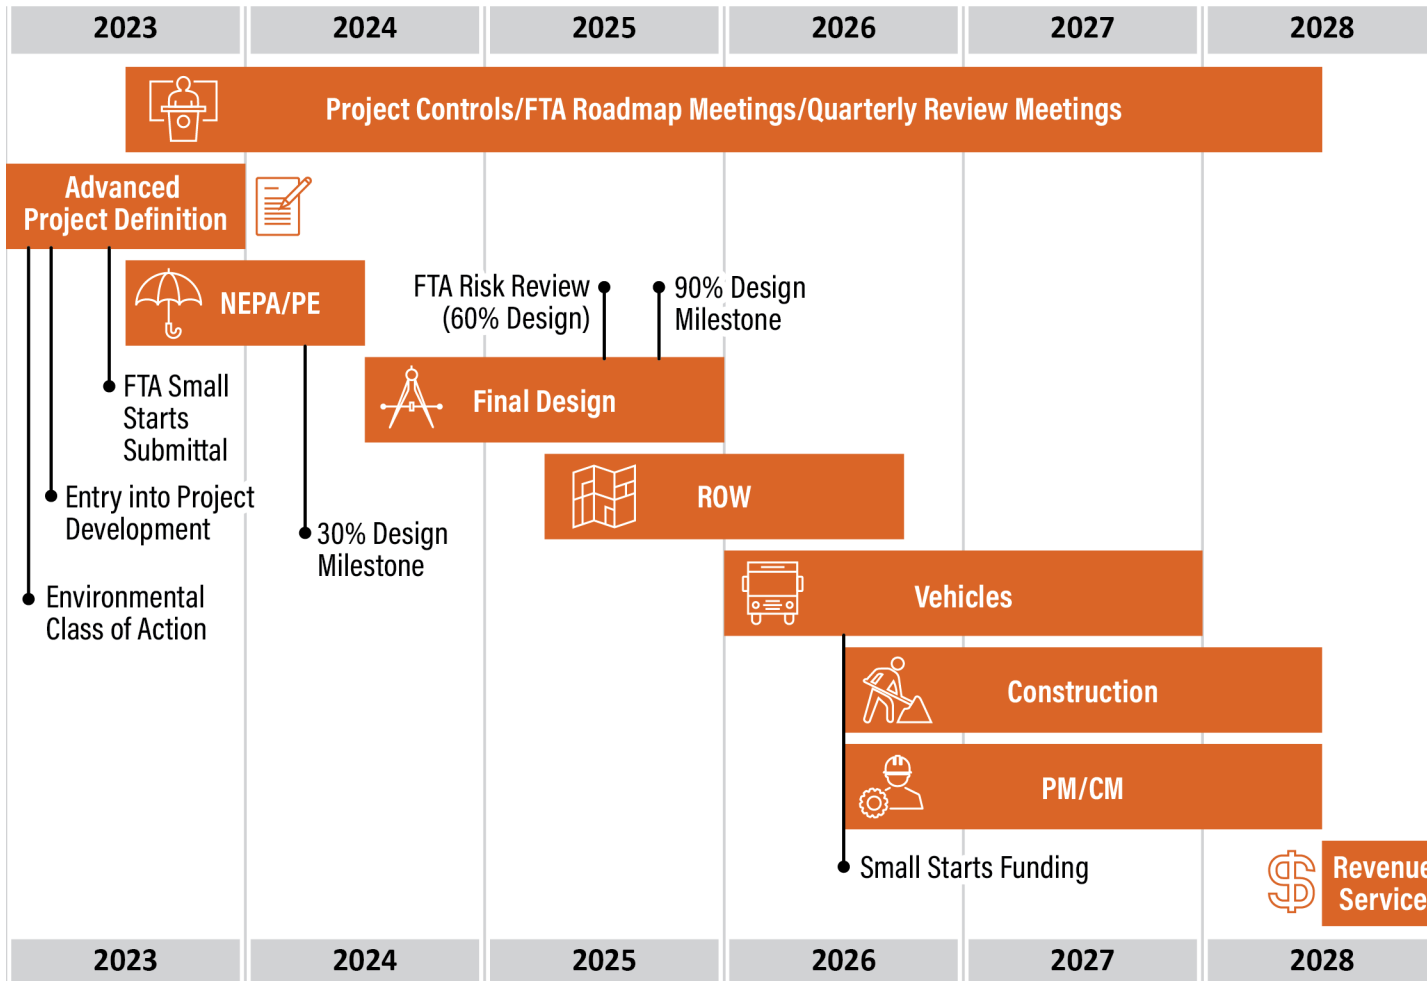 2023 2024 2025 2026 2027 2028
Project Controls/FTA Roadmap Meetings/Quarterly Review Meetings
Advanced
Project Definition
NEPA/PE
FTA Risk Review
(60% Design)
90% Design
Milestone
Final Design
FTA Small
Starts
Submittal
Entry into Project
Development
30% Design
Milestone
ROW
Environmental
Class of Action
Vehicles
Construction
PM/CM
Small Starts Funding
Revenue
Service
2023 2024 2025 2026 2027 2028